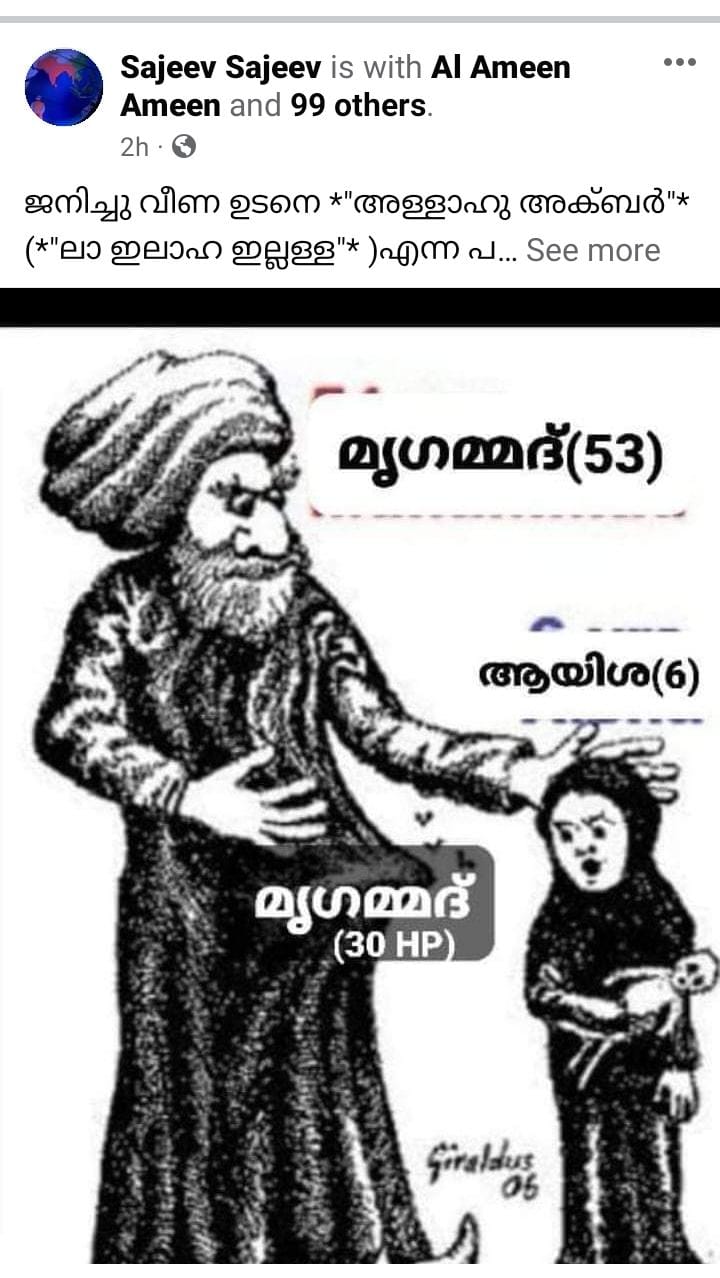 Sajeev Sajeev is with Al Ameen
Ameen and 99 others.
2h ·
ജനിച്ചു വീണ ഉടനെ *"അള്ളാഹു അക്ബർ"*
(*"ലാ ഇലാഹ ഇല്ലള്ള"* )എന്ന പ... See more
മൃഗമ്മദ്(53)
ആയിശ(6)
മൃഗമ്മദ്
(30 HP)
Giraldus
06